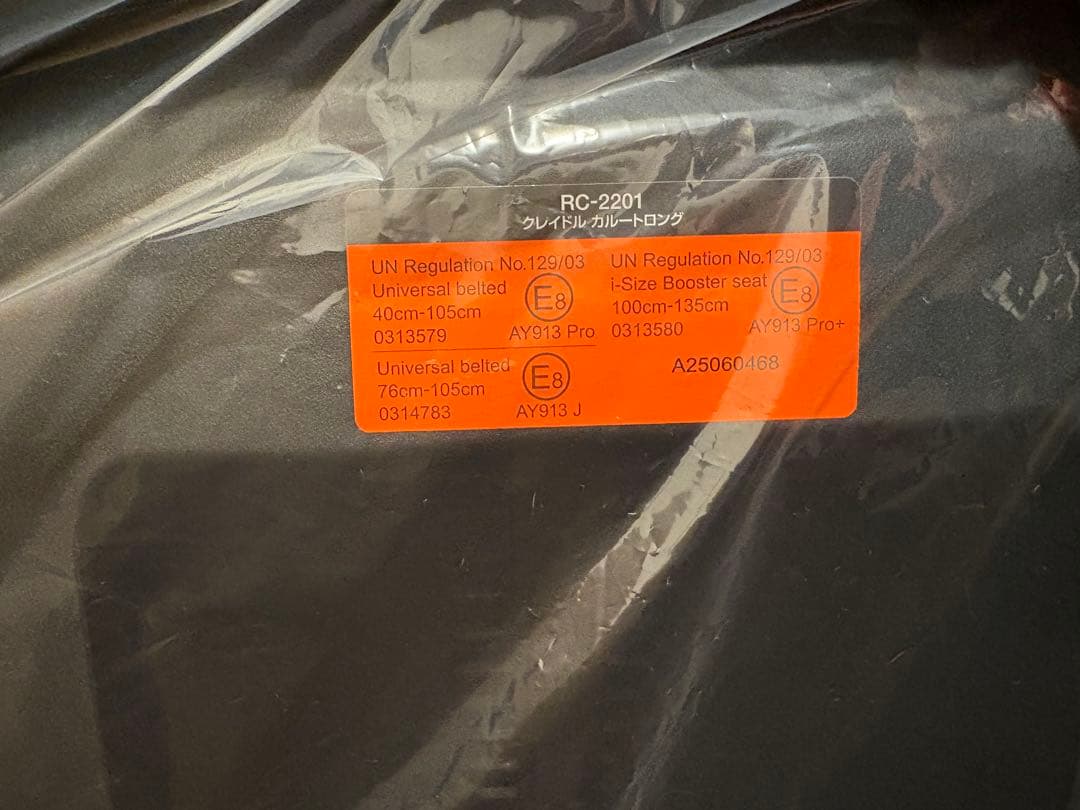 RC-2201
クレイドル カルートロング
UN Regulation No.129/03
Universal belted
40cm-105cm
0313579
E8
AY913 Pro
Universal belted
76cm-105cm
0314783
E8
AY913 J
UN Regulation No.129/03
i-Size Booster seat
100cm-135cm
0313580
E8
AY913 Pro+
A25060468